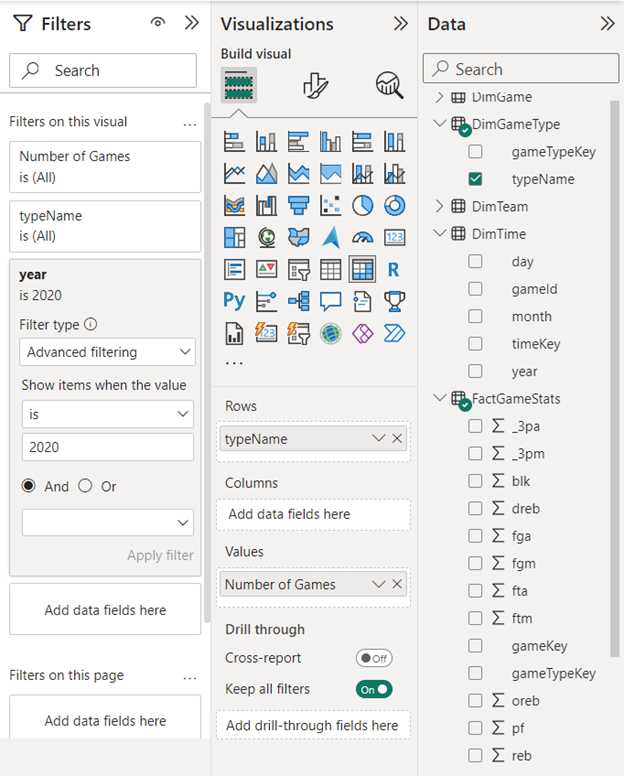 Filters
Search
Filters on this visual
...
Number of Games
is (All)
typeName
is (All)
year
is 2020
Filter type
Advanced filtering
Show items when the value
is
2020
And Or
Apply filter
Add data fields here
Filters on this page
...
Add data fields here
Visualizations
Build visual
123
R
Py
123
...
Rows
typeName
Columns
Add data fields here
Values
Number of Games
Drill through
Cross-report Off
Keep all filters On
Add drill-through fields here
Data
Search
DimGame
DimGameType
gameTypeKey
typeName
DimTeam
DimTime
day
gameId
month
timeKey
year
FactGameStats
Σ _3pa
Σ _3pm
Σ blk
Σ dreb
Σ fga
Σ fgm
Σ fta
Σ ftm
gameKey
gameTypeKey
Σ oreb
Σ pf
Σ reb